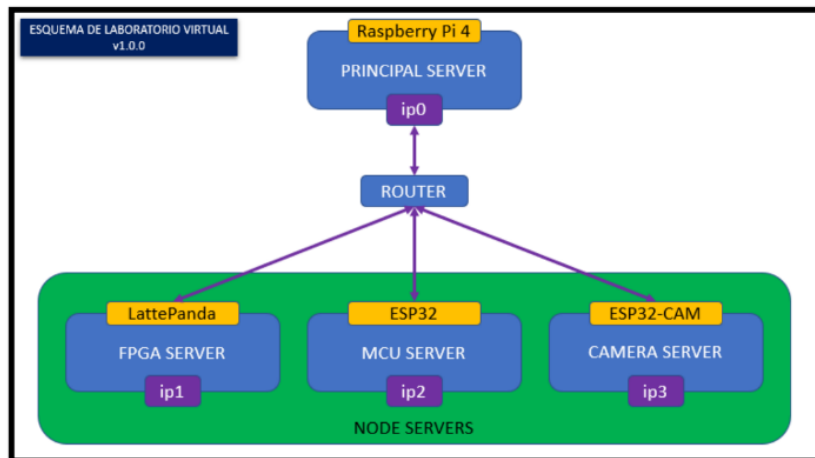 ESQUEMA DE LABORATORIO VIRTUAL
v1.0.0
Raspberry Pi 4
PRINCIPAL SERVER
ip0
ROUTER
LattePanda
FPGA SERVER
ip1
ESP32
MCU SERVER
ip2
ESP32-CAM
CAMERA SERVER
ip3
NODE SERVERS